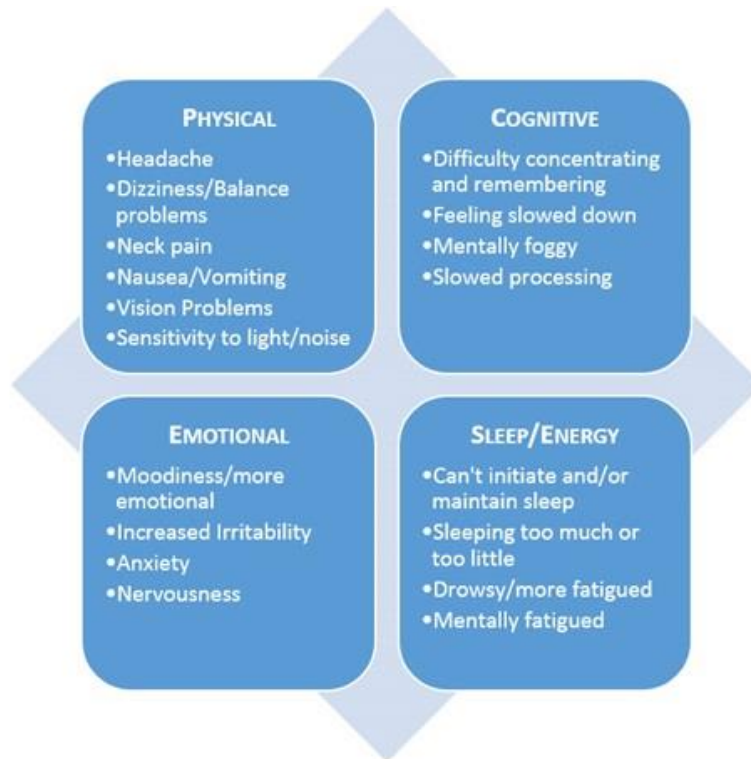 PHYSICAL
•Headache
•Dizziness/Balance
problems
•Neck pain
•Nausea/Vomiting
•Vision Problems
•Sensitivity to light/noise
COGNITIVE
•Difficulty concentrating
and remembering
•Feeling slowed down
•Mentally foggy
•Slowed processing
EMOTIONAL
•Moodiness/more
emotional
•Increased Irritability
•Anxiety
•Nervousness
SLEEP/ENERGY
•Can't initiate and/or
maintain sleep
•Sleeping too much or
too little
•Drowsy/more fatigued
•Mentally fatigued